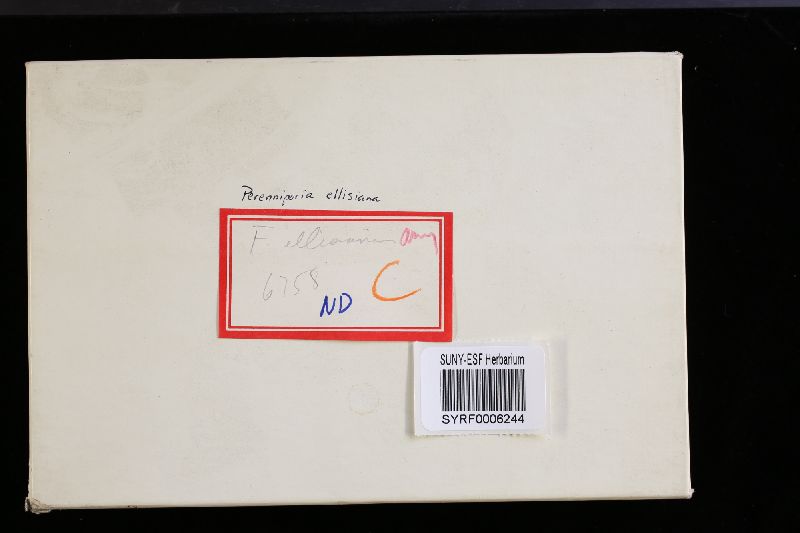 Perenniporia ellisiana
F. ellisianus
6758
ND C
SUNY-ESF Herbarium
SYRF0006244